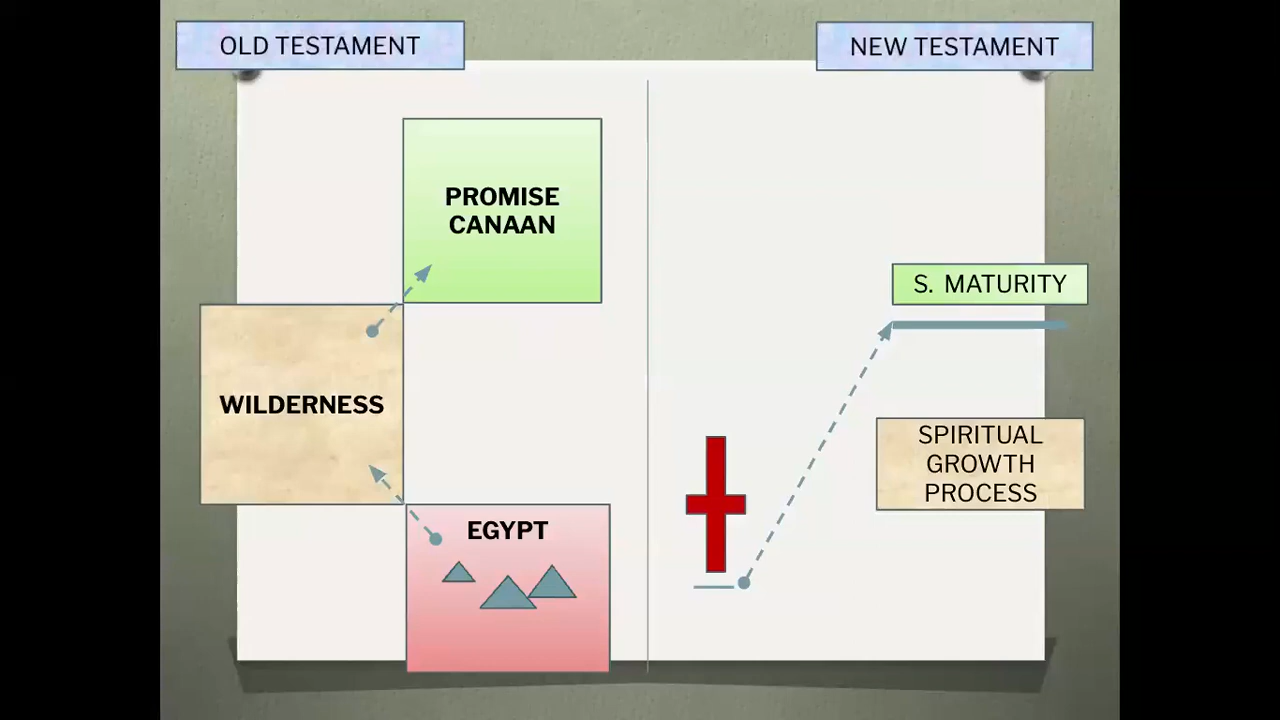 OLD TESTAMENT
NEW TESTAMENT
PROMISE
CANAAN
WILDERNESS
EGYPT
S. MATURITY
SPIRITUAL
GROWTH
PROCESS